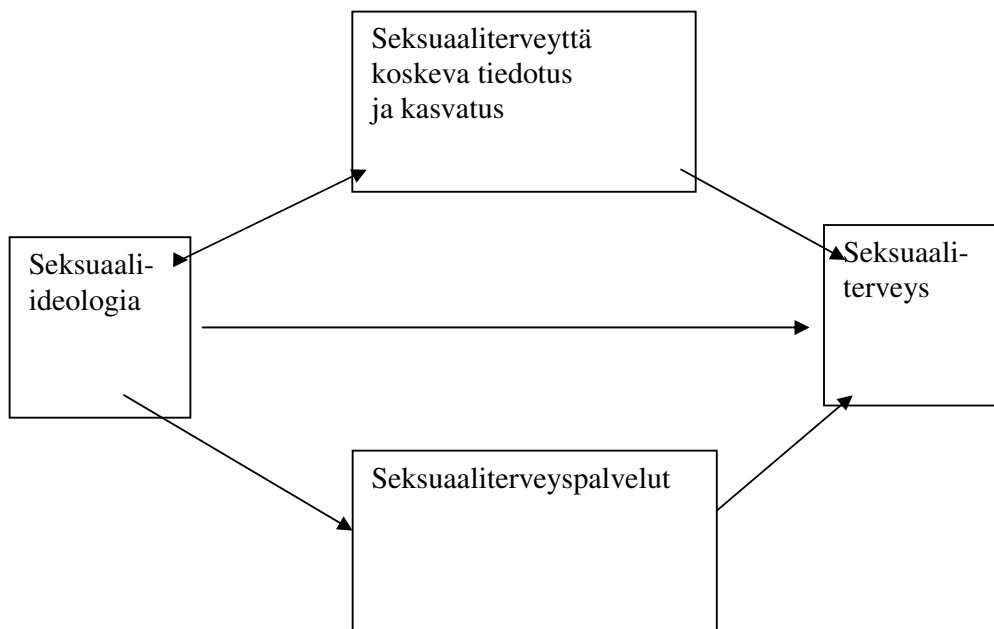 Seksuaaliterveyttä
koskeva tiedotus
ja kasvatus
Seksuaali-
ideologia
Seksuaali-
terveys
Seksuaaliterveyspalvelut